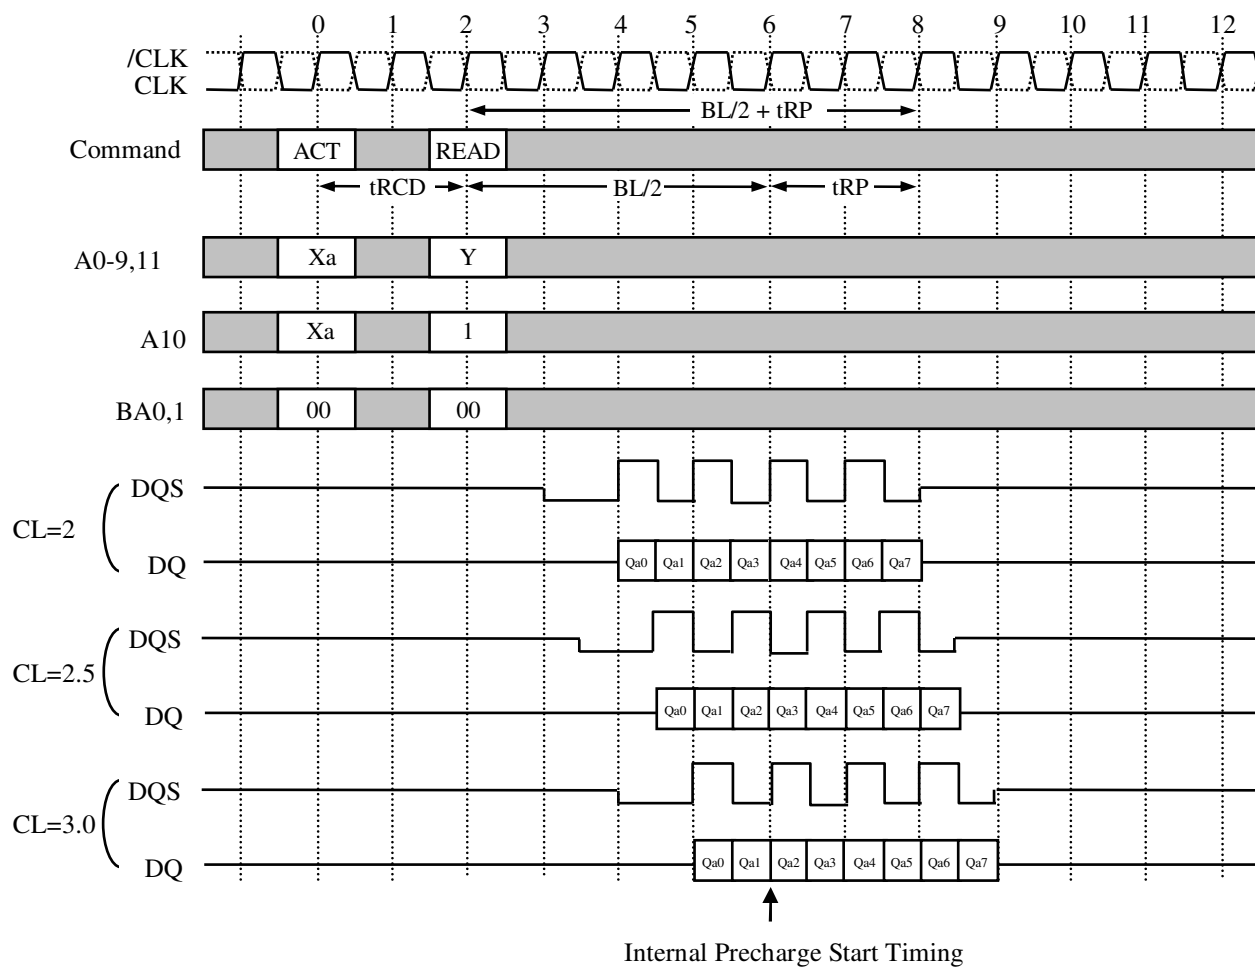 0 1 2 3 4 5 6 7 8 9 10 11 12
/CLK
CLK
BL/2 + tRP
Command ACT READ
tRCD BL/2 tRP
A0-9,11 Xa Y
A10 Xa 1
BA0,1 00 00
DQS
CL=2
DQ Qa0 Qa1 Qa2 Qa3 Qa4 Qa5 Qa6 Qa7
DQS
CL=2.5
DQ Qa0 Qa1 Qa2 Qa3 Qa4 Qa5 Qa6 Qa7
DQS
CL=3.0
DQ Qa0 Qa1 Qa2 Qa3 Qa4 Qa5 Qa6 Qa7
Internal Precharge Start Timing